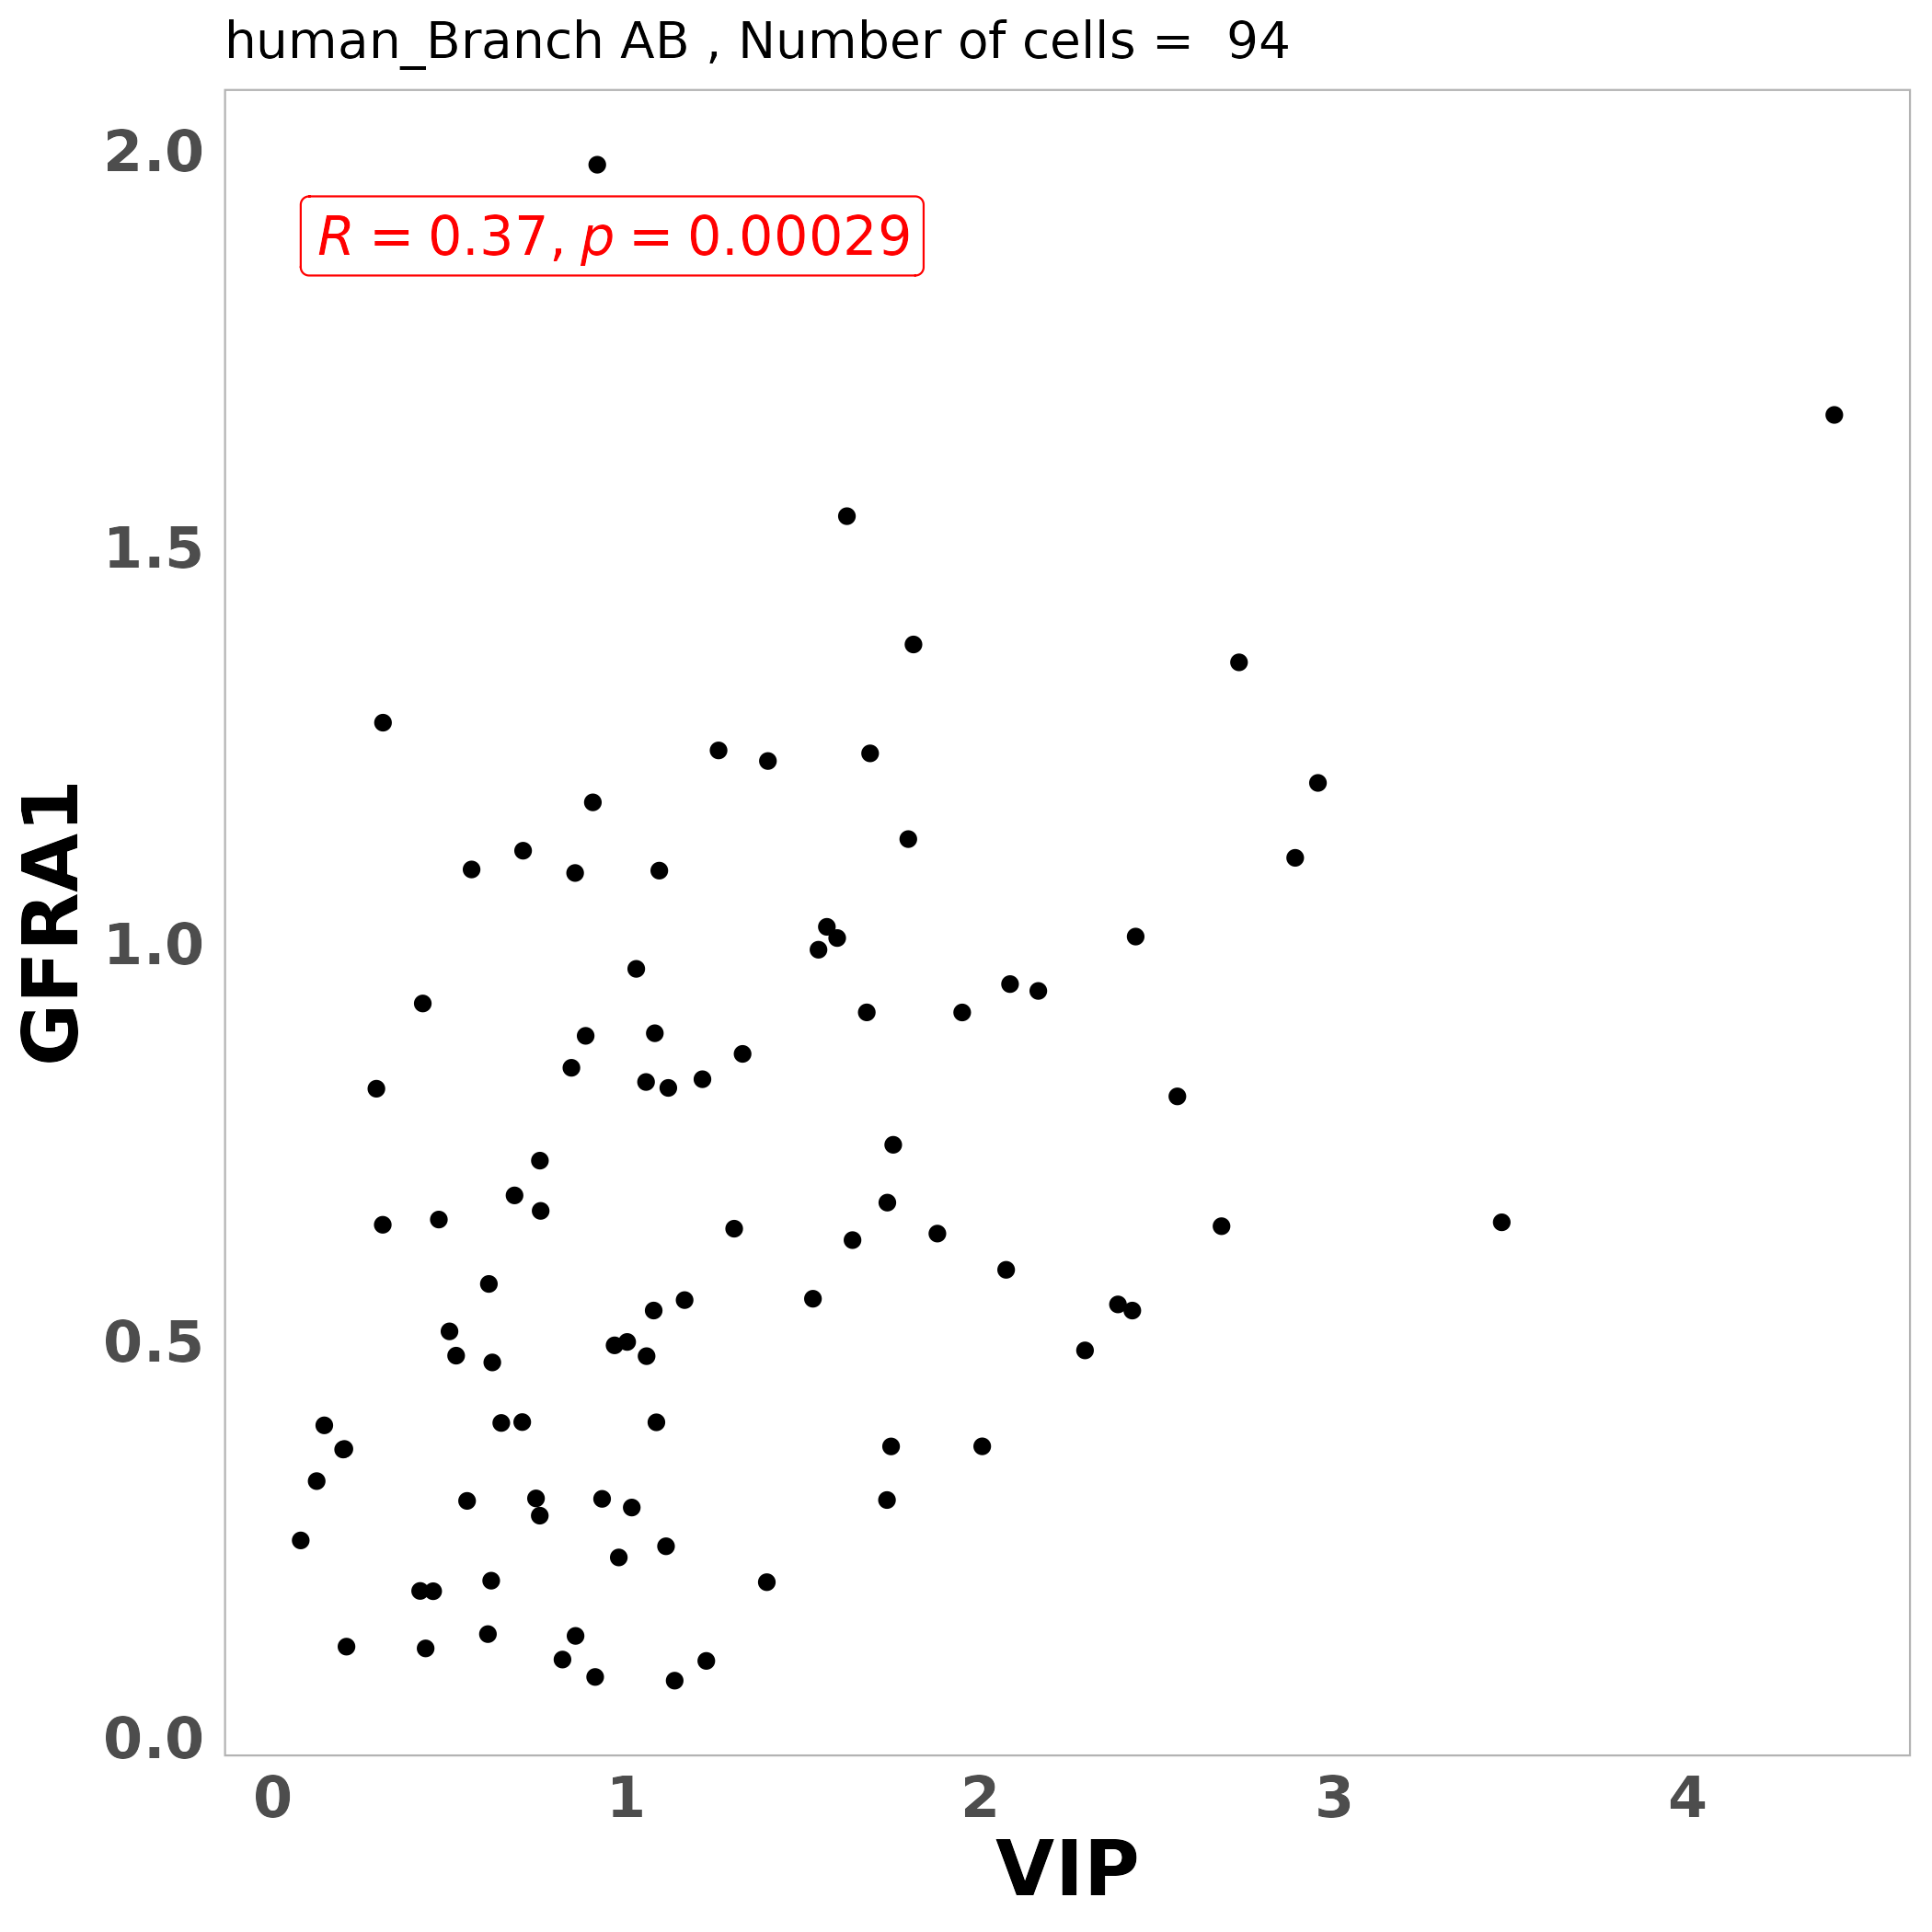 human_Branch AB , Number of cells =  94
2.0
R = 0.37, p = 0.00029
1.5
1.0
0.5
0.0
GFRA1
0 1 2 3 4
VIP